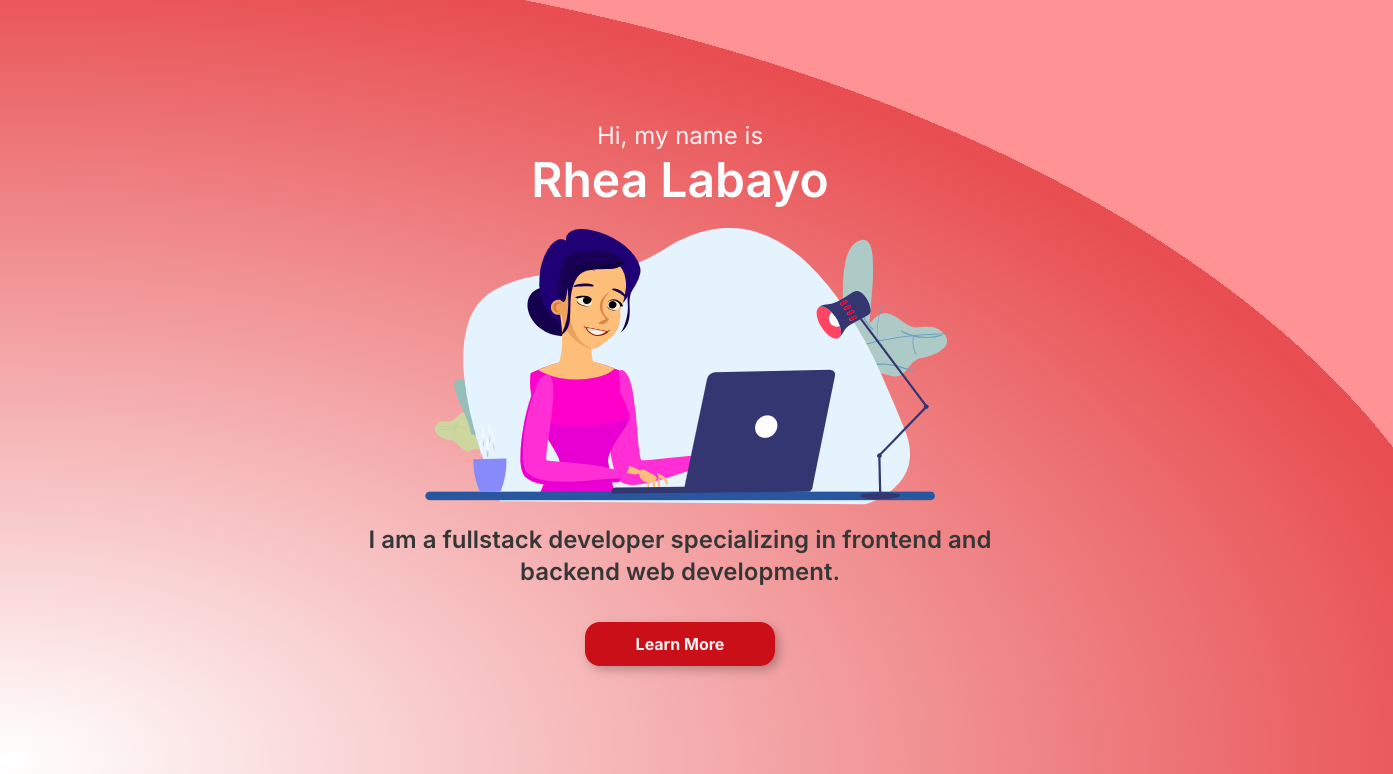 Hi, my name is
Rhea Labayo
I am a fullstack developer specializing in frontend and
backend web development.
Learn More